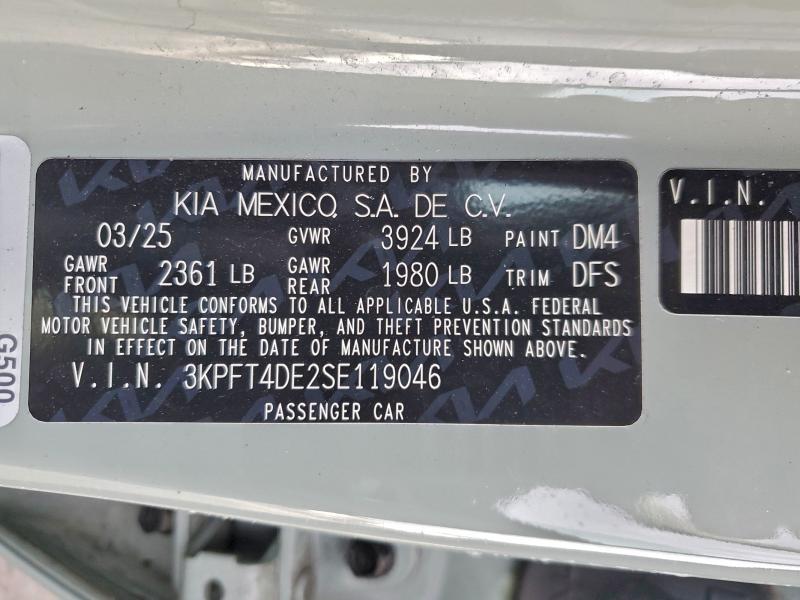 MANUFACTURED BY
KIA MEXICO, S.A. DE C.V.
03/25 GVWR 3924 LB PAINT DM4
GAWR FRONT 2361 LB GAWR REAR 1980 LB TRIM DFS
THIS VEHICLE CONFORMS TO ALL APPLICABLE U.S.A. FEDERAL
MOTOR VEHICLE SAFETY, BUMPER, AND THEFT PREVENTION STANDARDS
IN EFFECT ON THE DATE OF MANUFACTURE SHOWN ABOVE.
V.I.N. 3KPFT4DE2SE119046
PASSENGER CAR
V.I.N.
G500